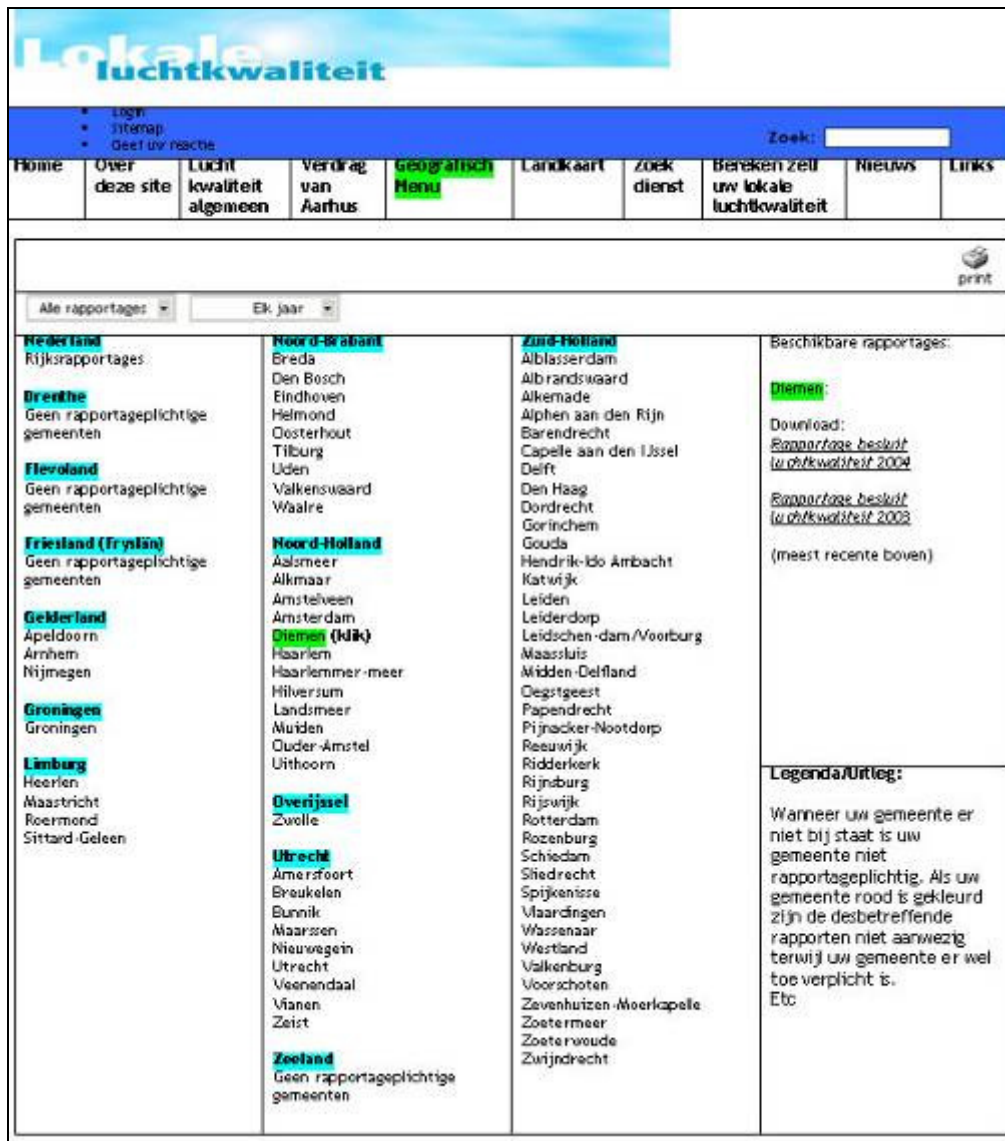 Lokale
luchtkwaliteit
Login
Sitemap
Geef uw reactie
Zoek:
Home
Over
deze site
Lucht
kwaliteit
algemeen
Verdrag
van
Aarhus
Geografisch
Menu
Landkaart
Zoek
dienst
Bereken zelf
uw lokale
luchtkwaliteit
Nieuws
Links
print
Alle rapportages
Elk jaar
Nederland
Rijksrapportages
Drenthe
Geen rapportageplichtige
gemeenten
Flevoland
Geen rapportageplichtige
gemeenten
Friesland (Fryslân)
Geen rapportageplichtige
gemeenten
Gelderland
Apeldoorn
Arnhem
Nijmegen
Groningen
Groningen
Limburg
Heerlen
Maastricht
Roermond
Sittard-Geleen
Noord-Brabant
Breda
Den Bosch
Eindhoven
Helmond
Oosterhout
Tilburg
Uden
Valkenswaard
Waalre
Noord-Holland
Aalsmeer
Alkmaar
Amstelveen
Amsterdam
Diemen (klik)
Haarlem
Haarlemmer-meer
Hilversum
Landsmeer
Muiden
Ouder-Amstel
Uithoorn
Overijssel
Zwolle
Utrecht
Amersfoort
Breukelen
Bunnik
Maarssen
Nieuwegein
Utrecht
Veenendaal
Vianen
Zeist
Zeeland
Geen rapportageplichtige
gemeenten
Zuid-Holland
Alblasserdam
Albrandswaard
Alkemade
Alphen aan den Rijn
Barendrecht
Capelle aan den IJssel
Delft
Den Haag
Dordrecht
Gorinchem
Gouda
Hendrik-Ido Ambacht
Katwijk
Leiden
Leiderdorp
Leidschen-dam/Voorburg
Maassluis
Midden-Delfland
Oegstgeest
Papendrecht
Pijnacker-Nootdorp
Reeuwijk
Ridderkerk
Rijnsburg
Rijswijk
Rotterdam
Rozenburg
Schiedam
Sliedrecht
Spijkenisse
Vlaardingen
Wassenaar
Westland
Valkenburg
Voorschoten
Zevenhuizen-Moerkapelle
Zoetermeer
Zoeterwoude
Zwijndrecht
Beschikbare rapportages:
Diemen:
Download:
Rapportage besluit
luchtkwaliteit 2004
Rapportage besluit
luchtkwaliteit 2003
(meest recente boven)
Legenda/Uitleg:
Wanneer uw gemeente er
niet bij staat is uw
gemeente niet
rapportageplichtig. Als uw
gemeente rood is gekleurd
zijn de desbetreffende
rapporten niet aanwezig
terwijl uw gemeente er wel
toe verplicht is.
Etc